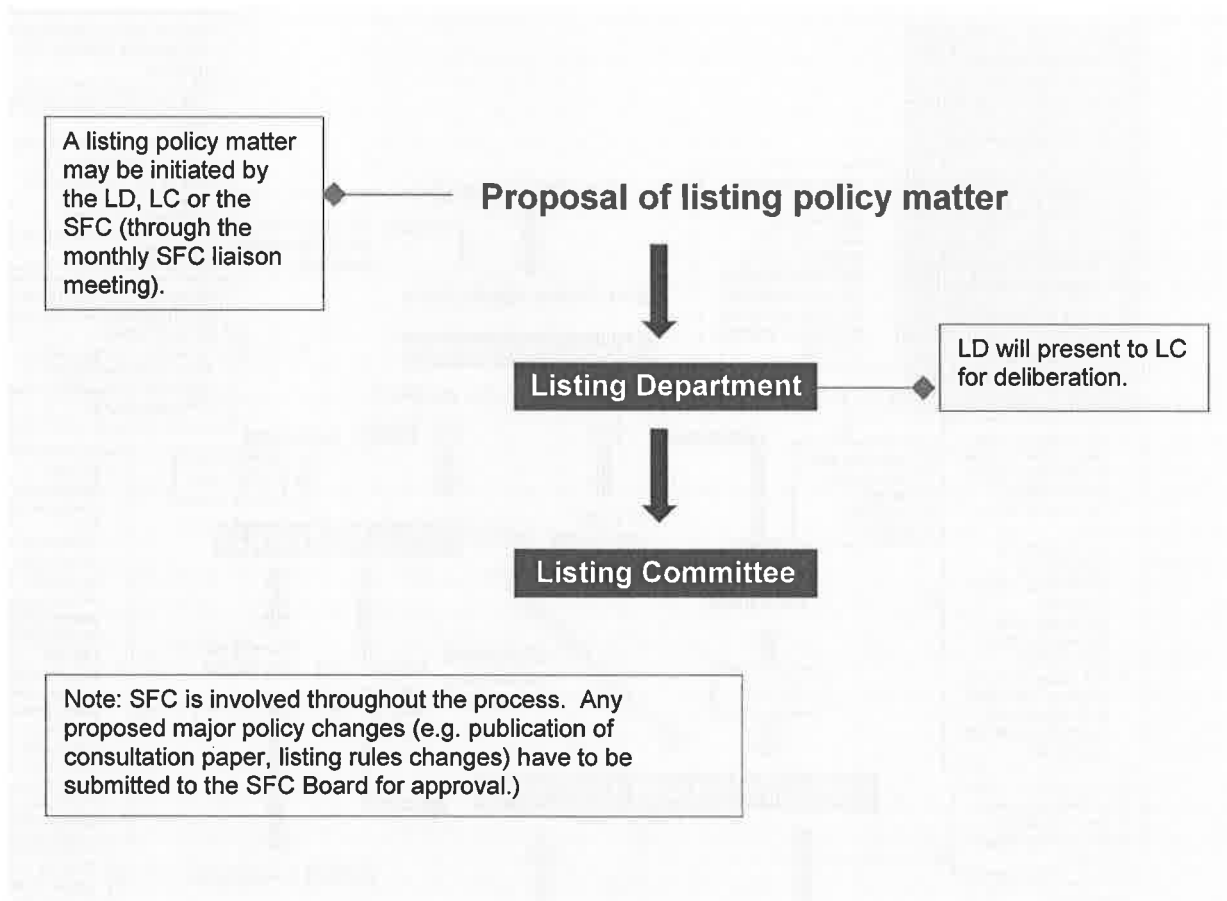 A listing policy matter
may be initiated by
the LD, LC or the
SFC (through the
monthly SFC liaison
meeting).
Proposal of listing policy matter
Listing Department
LD will present to LC
for deliberation.
Listing Committee
Note: SFC is involved throughout the process.  Any
proposed major policy changes (e.g. publication of
consultation paper, listing rules changes) have to be
submitted to the SFC Board for approval.)